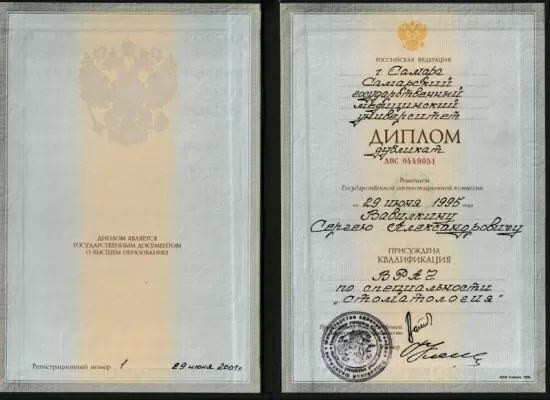 ДИПЛОМ ЯВЛЯЕТСЯ
ГОСУДАРСТВЕННЫМ ДОКУМЕНТОМ
О ВЫСШЕМ ОБРАЗОВАНИИ
Регистрационный номер 1 29 июня 2001г.
РОССИЙСКАЯ ФЕДЕРАЦИЯ
г. Самара
Самарский
государственный
медицинский
университет
ДИПЛОМ
дубликат
АВС 0449051
Решением
Государственной аттестационной комиссии
от 29 июня 1995 года
Вавилкину
Сергею Александровичу
ПРИСУЖДЕНА
КВАЛИФИКАЦИЯ
ВРАЧ
по специальности
„Стоматология"